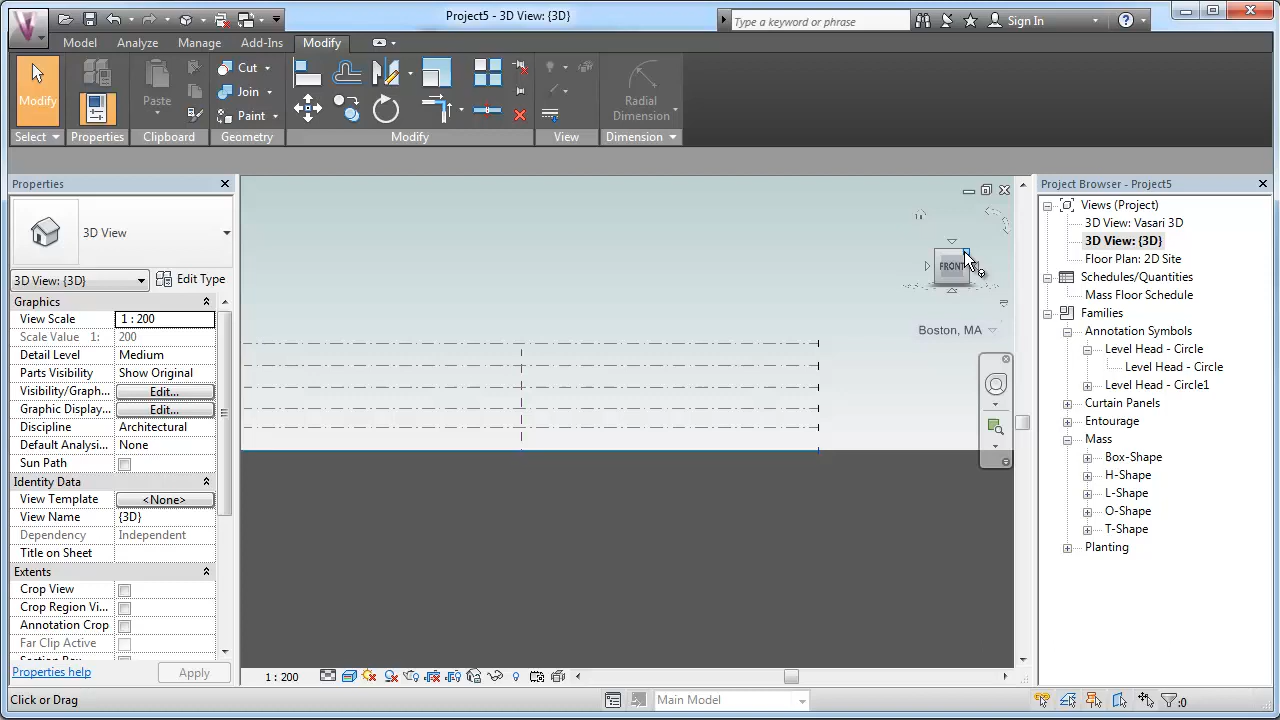 Project5 - 3D View: {3D}
Type a keyword or phrase
Sign In
Model
Analyze
Manage
Add-Ins
Modify
Modify
Paste
Cut
Join
Paint
Radial
Dimension
Select
Properties
Clipboard
Geometry
Modify
View
Dimension
Properties
3D View
3D View: {3D}
Edit Type
Graphics
View Scale 1 : 200
Scale Value 1: 200
Detail Level Medium
Parts Visibility Show Original
Visibility/Graph... Edit...
Graphic Display... Edit...
Discipline Architectural
Default Analysi... None
Sun Path
Identity Data
View Template <None>
View Name {3D}
Dependency Independent
Title on Sheet
Extents
Crop View
Crop Region Vi...
Annotation Crop
Far Clip Active
Properties help
Apply
FRONT
Boston, MA
Project Browser - Project5
Views (Project)
3D View: Vasari 3D
3D View: {3D}
Floor Plan: 2D Site
Schedules/Quantities
Mass Floor Schedule
Families
Annotation Symbols
Level Head - Circle
Level Head - Circle
Level Head - Circle1
Curtain Panels
Entourage
Mass
Box-Shape
H-Shape
L-Shape
O-Shape
T-Shape
Planting
1 : 200
Click or Drag
Main Model
:0